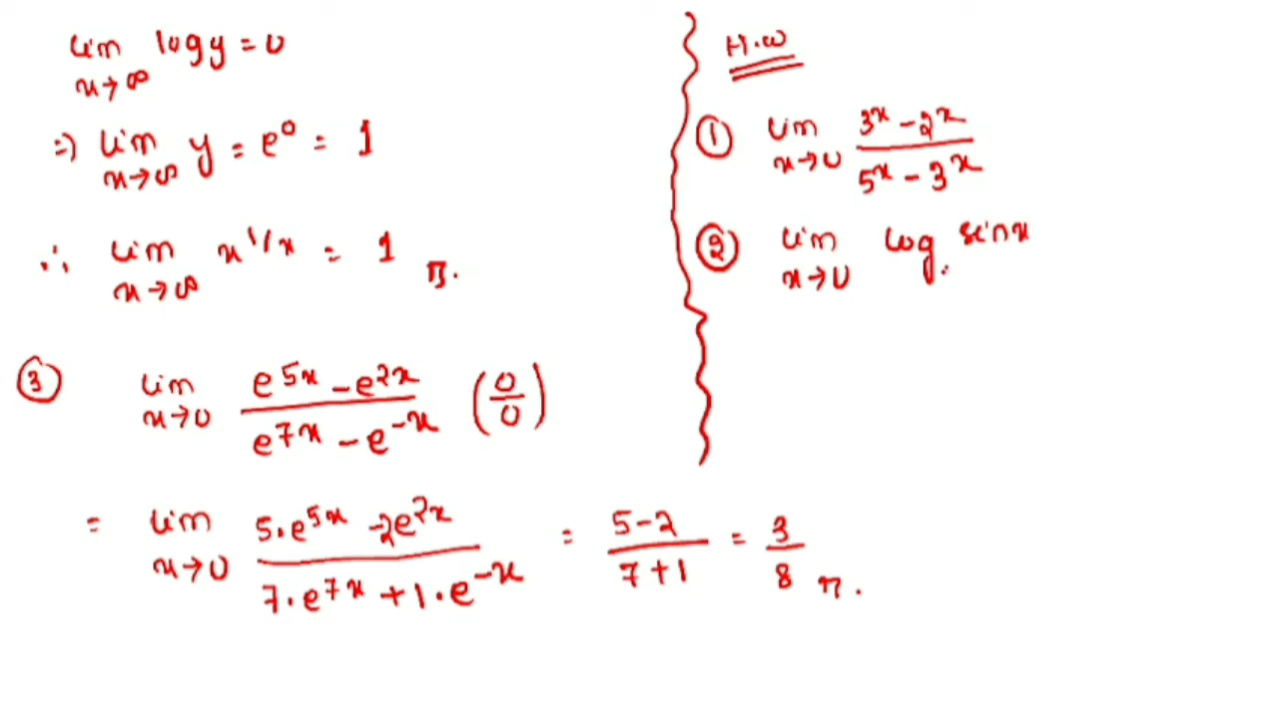 lim log y = 0
x→∞
=) lim y = e⁰ = 1
x→∞
∴ lim x^1/x = 1
x→∞
③ lim e^5x − e^2x (0/0)
x→0 e^7x − e^−x
= lim 5·e^5x − 2e^2x = 5−2 = 3
x→0 7·e^7x + 1·e^−x 7+1 8
H.W
① lim 3^x − 2^x
x→0 5^x − 3^x
② lim log sinx
x→0